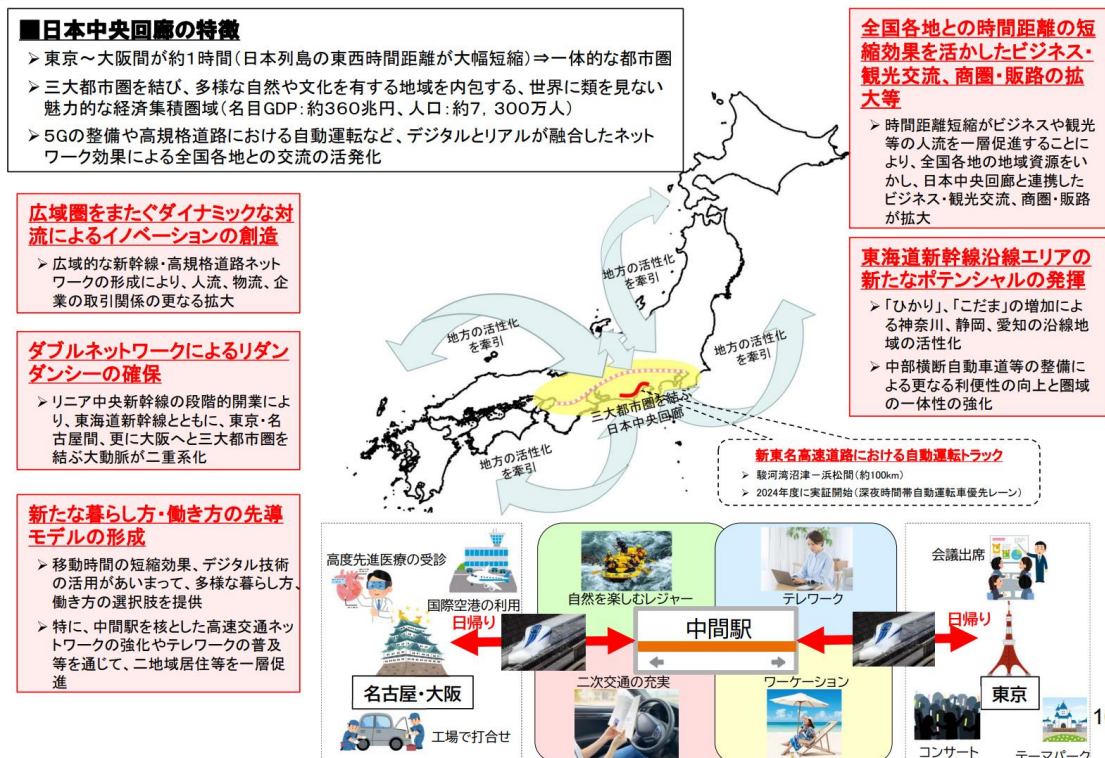 ■日本中央回廊の特徴
➢東京～大阪間が約1時間(日本列島の東西時間距離が大幅短縮)⇒一体的な都市圏
➢三大都市圏を結び、多様な自然や文化を有する地域を内包する、世界に類を見ない
魅力的な経済集積圏域(名目GDP:約360兆円、人口:約7,300万人)
➢5Gの整備や高規格道路における自動運転など、デジタルとリアルが融合したネット
ワーク効果による全国各地との交流の活発化
広域圏をまたぐダイナミックな対
流によるイノベーションの創造
➢広域的な新幹線・高規格道路ネット
ワークの形成により、人流、物流、企
業の取引関係の更なる拡大
ダブルネットワークによるリダン
ダンシーの確保
➢リニア中央新幹線の段階的開業によ
り、東海道新幹線とともに、東京・名
古屋間、更に大阪へと三大都市圏を
結ぶ大動脈が二重系化
新たな暮らし方・働き方の先導
モデルの形成
➢移動時間の短縮効果、デジタル技術
の活用があいまって、多様な暮らし方、
働き方の選択肢を提供
➢特に、中間駅を核とした高速交通ネッ
トワークの強化やテレワークの普及
等を通じて、二地域居住等を一層促
進
全国各地との時間距離の短
縮効果を活かしたビジネス・
観光交流、商圏・販路の拡
大等
➢時間距離短縮がビジネスや観光
等の人流を一層促進することに
より、全国各地の地域資源をい
かし、日本中央回廊と連携した
ビジネス・観光交流、商圏・販路
が拡大
東海道新幹線沿線エリアの
新たなポテンシャルの発揮
➢「ひかり」、「こだま」の増加によ
る神奈川、静岡、愛知の沿線地
域の活性化
➢中部横断自動車道等の整備に
よる更なる利便性の向上と圏域
の一体性の強化
地方の活性化
を牽引
地方の活性化
を牽引
地方の活性化
を牽引
地方の活性化
を牽引
三大都市圏を結ぶ
日本中央回廊
新東名高速道路における自動運転トラック
➢駿河湾沼津－浜松間(約100km)
➢2024年度に実証開始(深夜時間帯自動運転車優先レーン)
高度先進医療の受診
国際空港の利用
日帰り
名古屋・大阪
工場で打合せ
自然を楽しむレジャー
テレワーク
中間駅
二次交通の充実
ワーケーション
会議出席
日帰り
東京
コンサート
テーマパーク
1